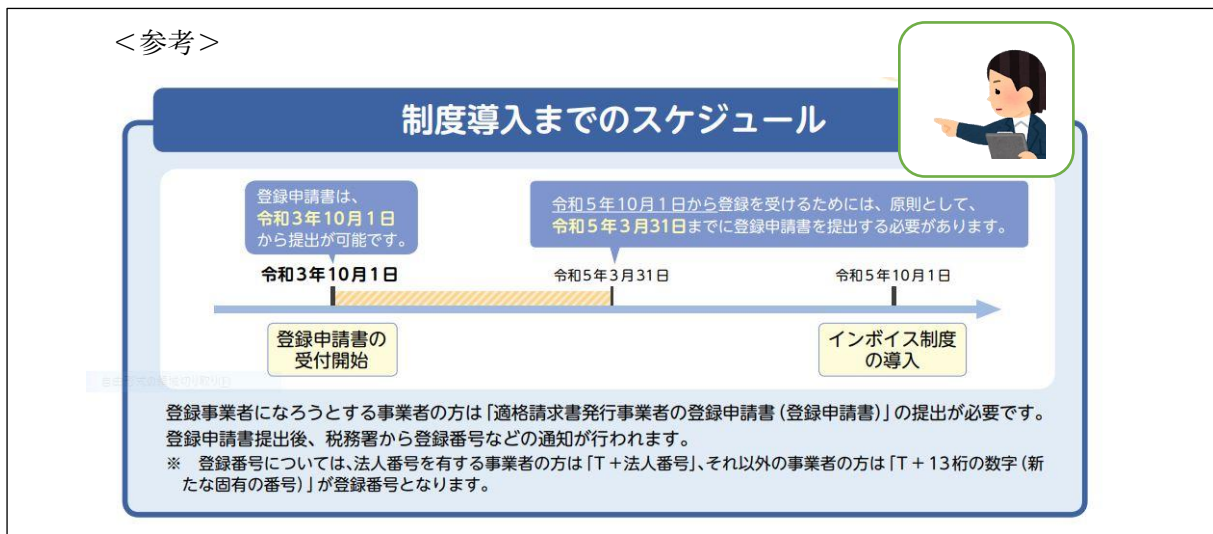 ＜参考＞
制度導入までのスケジュール
登録申請書は、
令和3年10月1日
から提出が可能です。
令和5年10月1日から登録を受けるためには、原則として、
令和5年3月31日までに登録申請書を提出する必要があります。
令和3年10月1日
令和5年3月31日
令和5年10月1日
登録申請書の
受付開始
インボイス制度
の導入
登録事業者になろうとする事業者の方は「適格請求書発行事業者の登録申請書(登録申請書)」の提出が必要です。
登録申請書提出後、税務署から登録番号などの通知が行われます。
※　登録番号については、法人番号を有する事業者の方は「T＋法人番号」、それ以外の事業者の方は「T＋13桁の数字(新
たな固有の番号)」が登録番号となります。